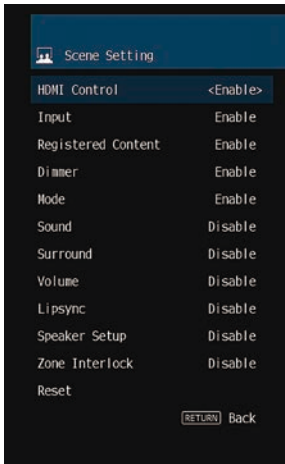 Scene Setting
HDMI Control <Enable>
Input Enable
Registered Content Enable
Dimmer Enable
Mode Enable
Sound Disable
Surround Disable
Volume Disable
Lipsync Disable
Speaker Setup Disable
Zone Interlock Disable
Reset
RETURN Back